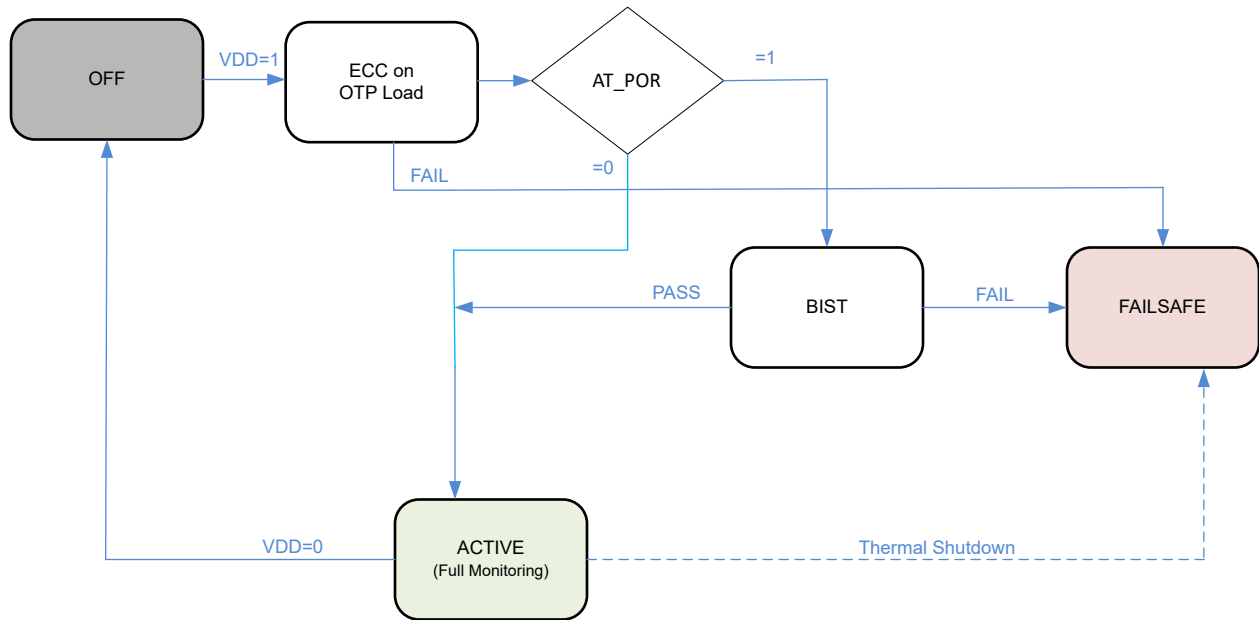 OFF
VDD=1
ECC on
OTP Load
AT_POR
=1
=0
FAIL
PASS
BIST
FAIL
FAILSAFE
VDD=0
ACTIVE
(Full Monitoring)
Thermal Shutdown